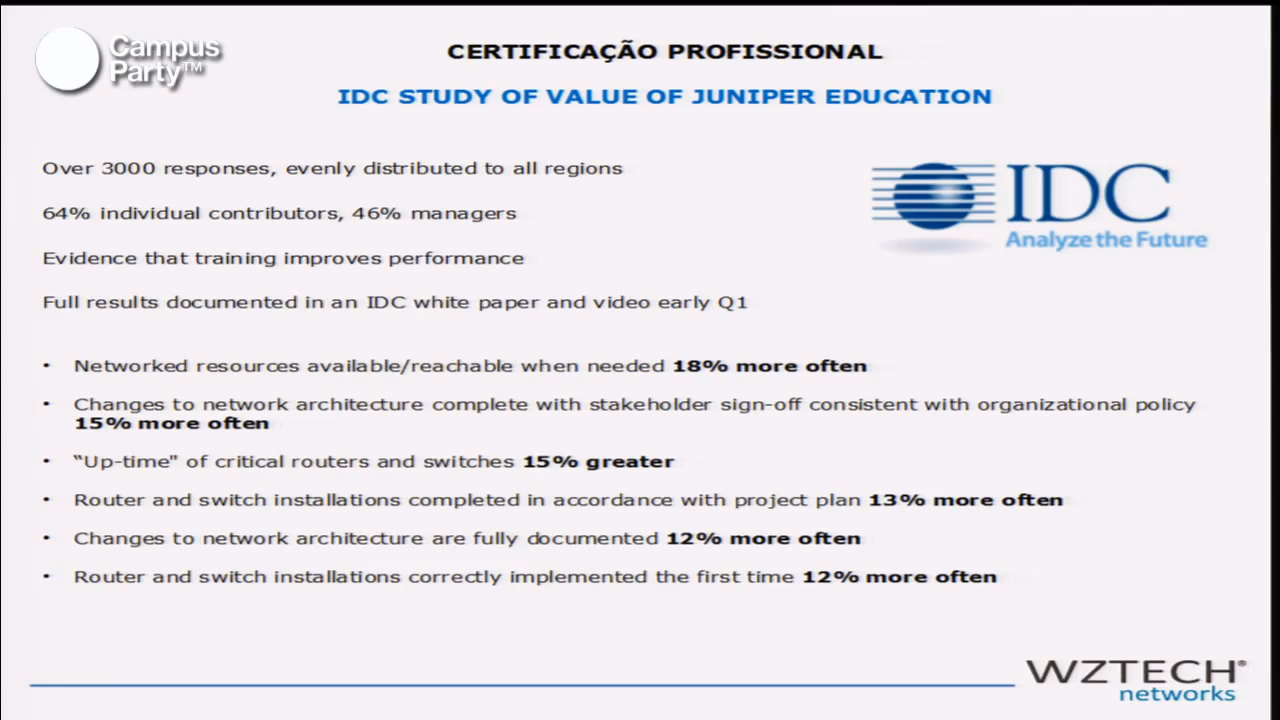 Campus
Party™
CERTIFICAÇÃO PROFISSIONAL
IDC STUDY OF VALUE OF JUNIPER EDUCATION
Over 3000 responses, evenly distributed to all regions
64% individual contributors, 46% managers
Evidence that training improves performance
Full results documented in an IDC white paper and video early Q1
IDC
Analyze the Future
• Networked resources available/reachable when needed 18% more often
• Changes to network architecture complete with stakeholder sign-off consistent with organizational policy
15% more often
• “Up-time" of critical routers and switches 15% greater
• Router and switch installations completed in accordance with project plan 13% more often
• Changes to network architecture are fully documented 12% more often
• Router and switch installations correctly implemented the first time 12% more often
WZTECH®
networks